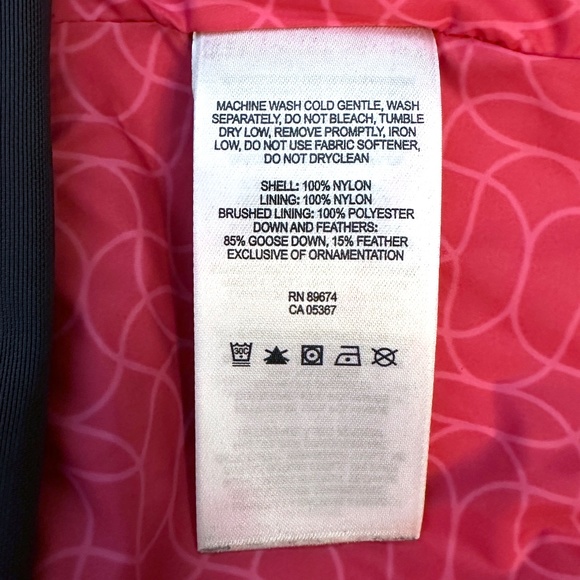 MACHINE WASH COLD GENTLE, WASH
SEPARATELY, DO NOT BLEACH, TUMBLE
DRY LOW, REMOVE PROMPTLY, IRON
LOW, DO NOT USE FABRIC SOFTENER,
DO NOT DRYCLEAN
SHELL: 100% NYLON
LINING: 100% NYLON
BRUSHED LINING: 100% POLYESTER
DOWN AND FEATHERS:
85% GOOSE DOWN, 15% FEATHER
EXCLUSIVE OF ORNAMENTATION
RN 89674
CA 05367